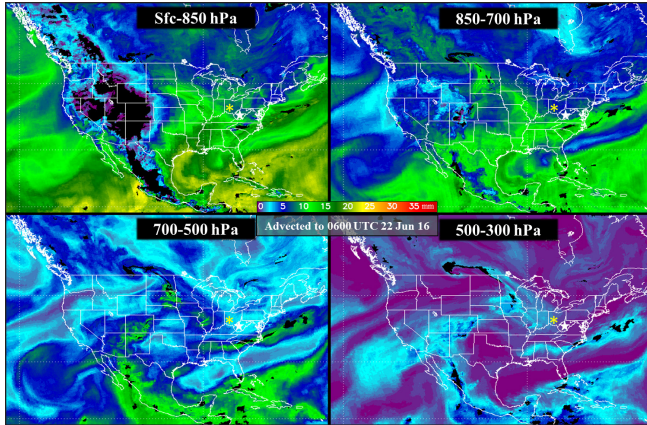 Sfc-850 hPa
850-700 hPa
0 5 10 15 20 25 30 35 mm
Advected to 0600 UTC 22 Jun 16
700-500 hPa
500-300 hPa